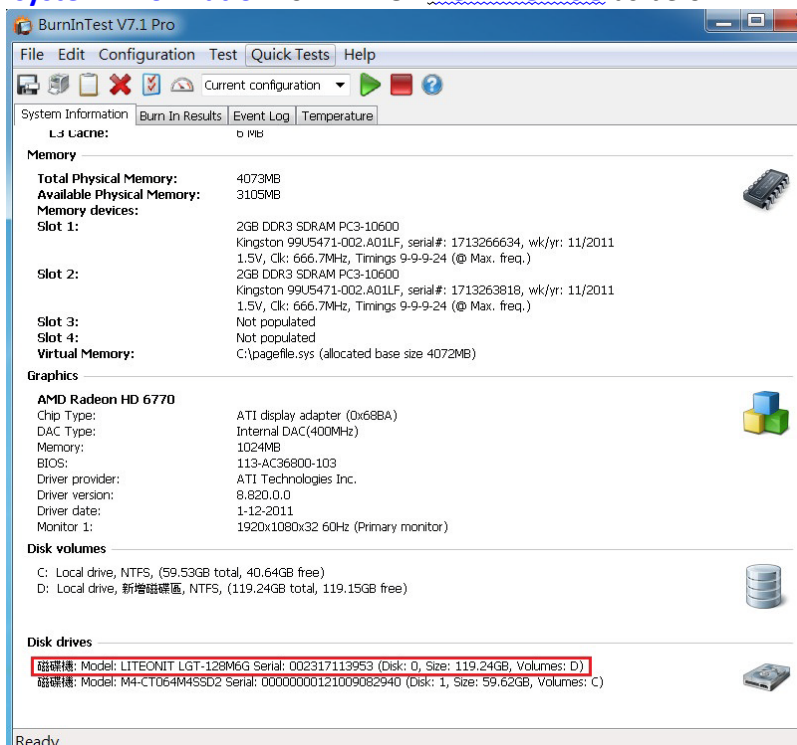 BurnInTest V7.1 Pro
File Edit Configuration Test Quick Tests Help
Current configuration
System Information Burn In Results Event Log Temperature
L3 Cache: 6 MB
Memory
Total Physical Memory: 4073MB
Available Physical Memory: 3105MB
Memory devices:
Slot 1: 2GB DDR3 SDRAM PC3-10600
Kingston 99U5471-002.A01LF, serial#: 1713266634, wk/yr: 11/2011
1.5V, Clk: 666.7MHz, Timings 9-9-9-24 (@ Max. freq.)
Slot 2: 2GB DDR3 SDRAM PC3-10600
Kingston 99U5471-002.A01LF, serial#: 1713263818, wk/yr: 11/2011
1.5V, Clk: 666.7MHz, Timings 9-9-9-24 (@ Max. freq.)
Slot 3: Not populated
Slot 4: Not populated
Virtual Memory: C:\pagefile.sys (allocated base size 4072MB)
Graphics
AMD Radeon HD 6770
Chip Type: ATI display adapter (0x68BA)
DAC Type: Internal DAC(400MHz)
Memory: 1024MB
BIOS: 113-AC36800-103
Driver provider: ATI Technologies Inc.
Driver version: 8.820.0.0
Driver date: 1-12-2011
Monitor 1: 1920x1080x32 60Hz (Primary monitor)
Disk volumes
C: Local drive, NTFS, (59.53GB total, 40.64GB free)
D: Local drive, 新增磁碟區, NTFS, (119.24GB total, 119.15GB free)
Disk drives
磁碟機: Model: LITEONIT LGT-128M6G Serial: 002317113953 (Disk: 0, Size: 119.24GB, Volumes: D)
磁碟機: Model: M4-CT064M4SSD2 Serial: 00000000121009082940 (Disk: 1, Size: 59.62GB, Volumes: C)
Ready